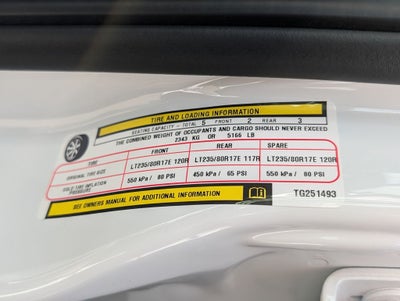 TIRE AND LOADING INFORMATION
SEATING CAPACITY - TOTAL 5 FRONT 2 REAR 3
THE COMBINED WEIGHT OF OCCUPANTS AND CARGO SHOULD NEVER EXCEED
2343 KG OR 5166 LB
TIRE FRONT REAR SPARE
ORIGINAL TIRE SIZE LT235/80R17E 120R LT235/80R17E 117R LT235/80R17E 120R
COLD TIRE INFLATION PRESSURE 550 kPa / 80 PSI 450 kPa / 65 PSI 550 kPa / 80 PSI
SEE OWNERS MANUAL FOR ADDITIONAL INFORMATION TG251493